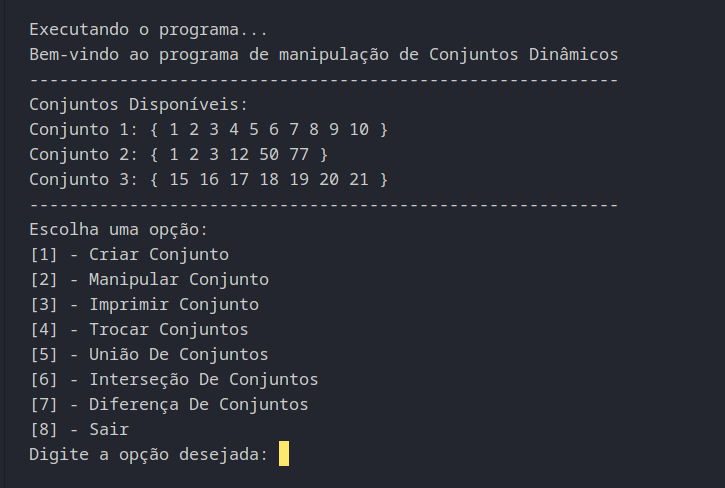 Executando o programa...
Bem-vindo ao programa de manipulação de Conjuntos Dinâmicos
-----------------------------------------------------------
Conjuntos Disponíveis:
Conjunto 1: { 1 2 3 4 5 6 7 8 9 10 }
Conjunto 2: { 1 2 3 12 50 77 }
Conjunto 3: { 15 16 17 18 19 20 21 }
-----------------------------------------------------------
Escolha uma opção:
[1] - Criar Conjunto
[2] - Manipular Conjunto
[3] - Imprimir Conjunto
[4] - Trocar Conjuntos
[5] - União De Conjuntos
[6] - Interseção De Conjuntos
[7] - Diferença De Conjuntos
[8] - Sair
Digite a opção desejada: